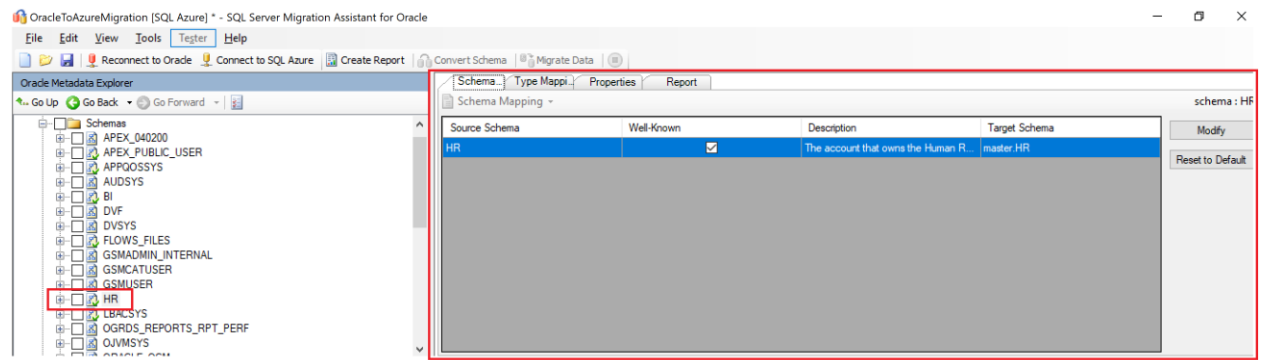 OracleToAzureMigration [SQL Azure] * - SQL Server Migration Assistant for Oracle
File Edit View Tools Tester Help
Reconnect to Oracle Connect to SQL Azure Create Report Convert Schema Migrate Data
Oracle Metadata Explorer
Go Up Go Back Go Forward
Schemas
APEX_040200
APEX_PUBLIC_USER
APPQOSSYS
AUDSYS
BI
DVF
DVSYS
FLOWS_FILES
GSMADMIN_INTERNAL
GSMCATUSER
GSMUSER
HR
LBACSYS
OGRDS_REPORTS_RPT_PERF
OJVMSYS
Schema... Type Mappi... Properties Report
Schema Mapping schema : HR
Source Schema Well-Known Description Target Schema
HR The account that owns the Human R... master.HR
Modify
Reset to Default